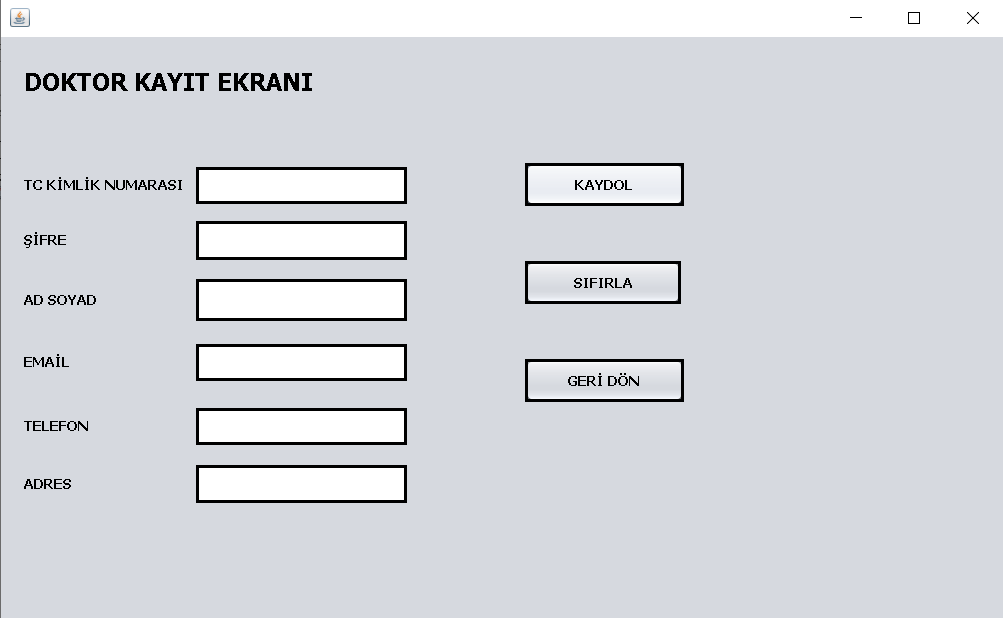 DOKTOR KAYIT EKRANI
TC KİMLİK NUMARASI
KAYDOL
ŞİFRE
SIFIRLA
AD SOYAD
EMAİL
GERİ DÖN
TELEFON
ADRES